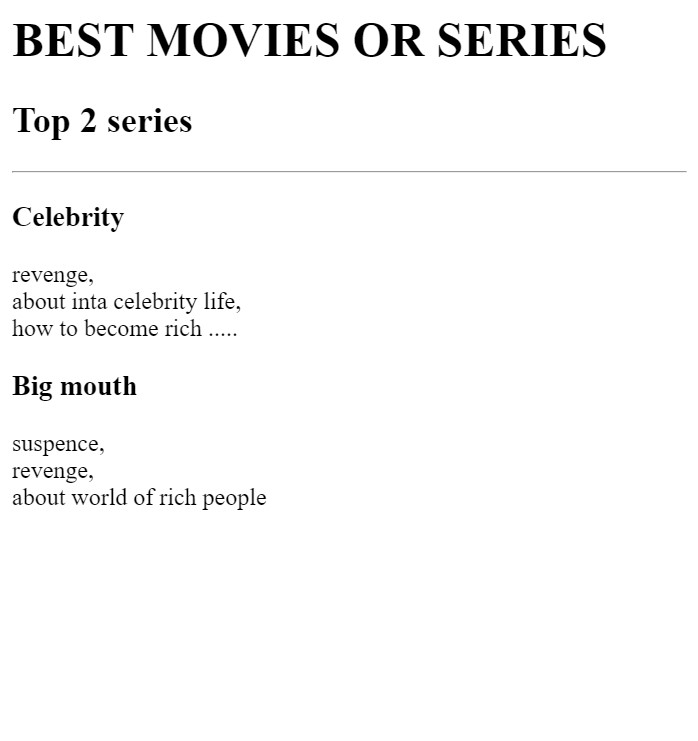 BEST MOVIES OR SERIES
Top 2 series
Celebrity
revenge,
about inta celebrity life,
how to become rich .....
Big mouth
suspence,
revenge,
about world of rich people